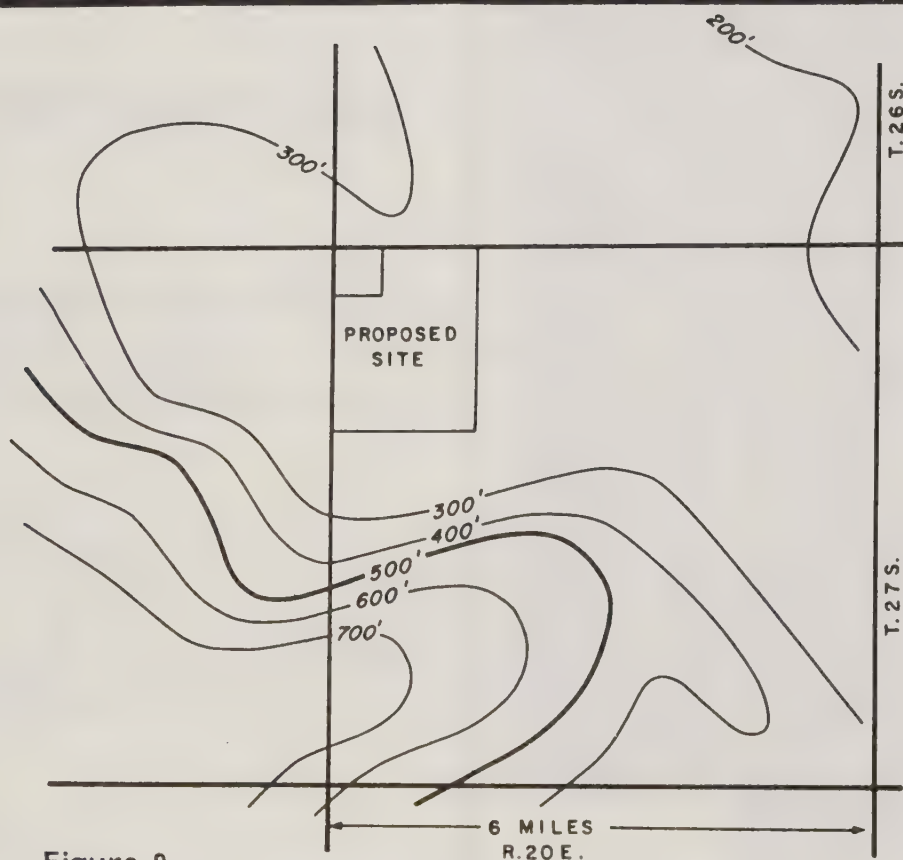 200'
T. 26 S.
300'
PROPOSED
SITE
300'
400'
500'
600'
700'
T. 27 S.
6 MILES
R. 20 E.